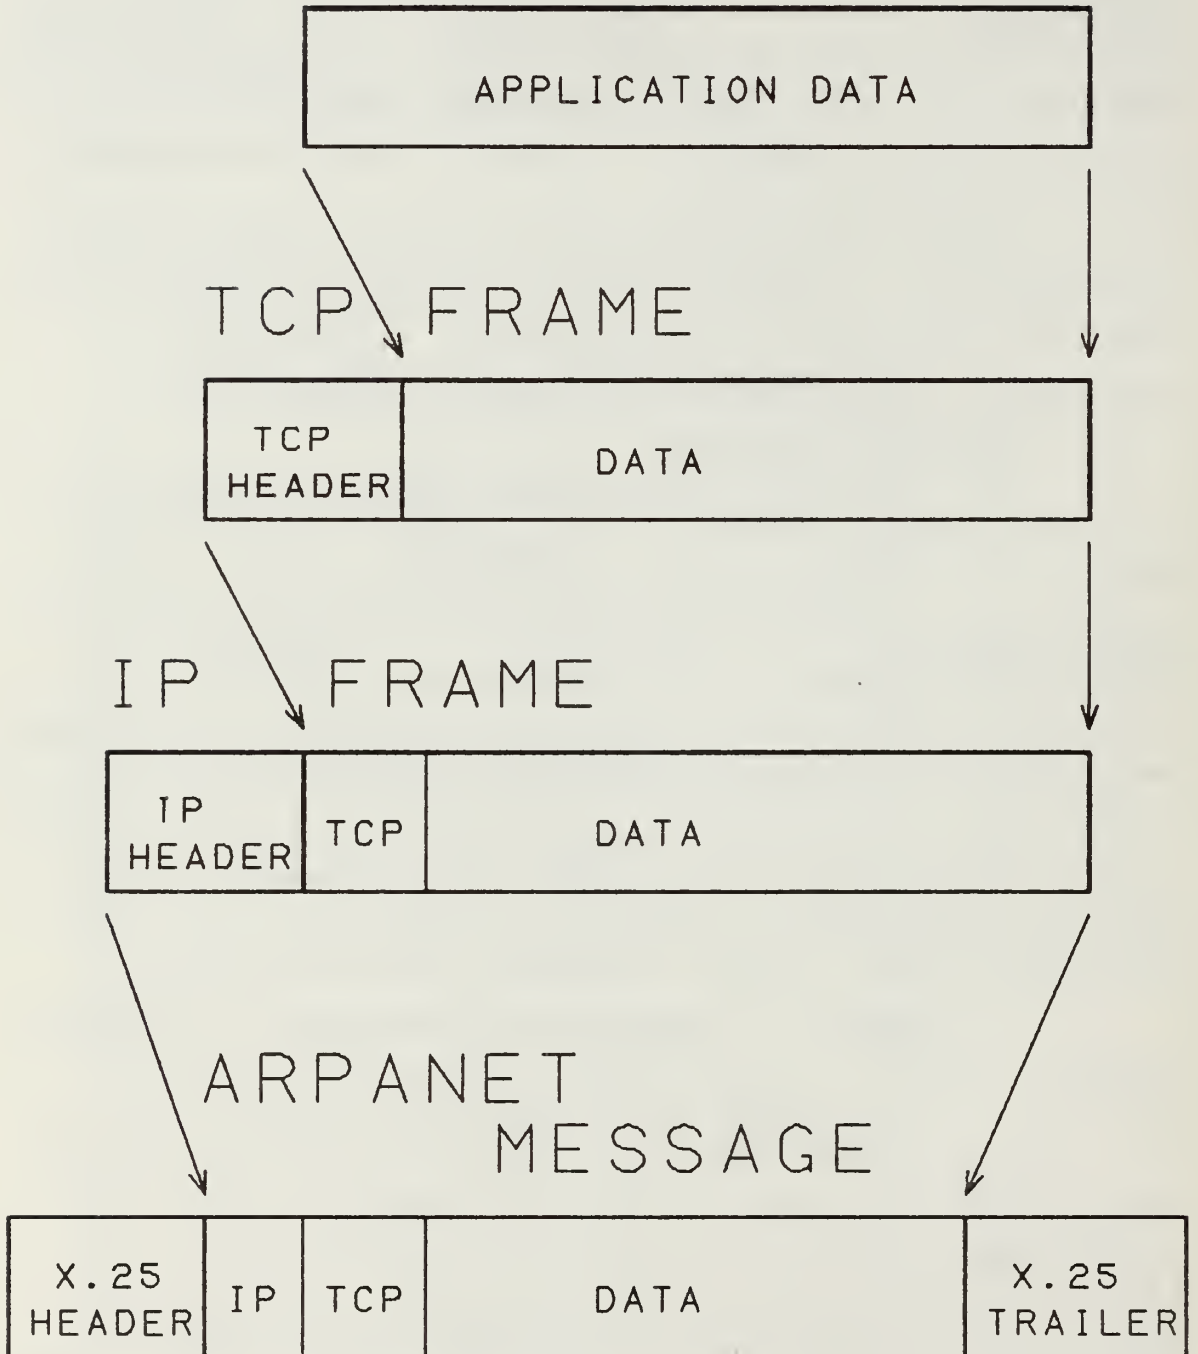 APPLICATION DATA
TCP FRAME
TCP
HEADER
DATA
IP FRAME
IP
HEADER
TCP
DATA
ARPANET
MESSAGE
X.25
HEADER
IP
TCP
DATA
X.25
TRAILER